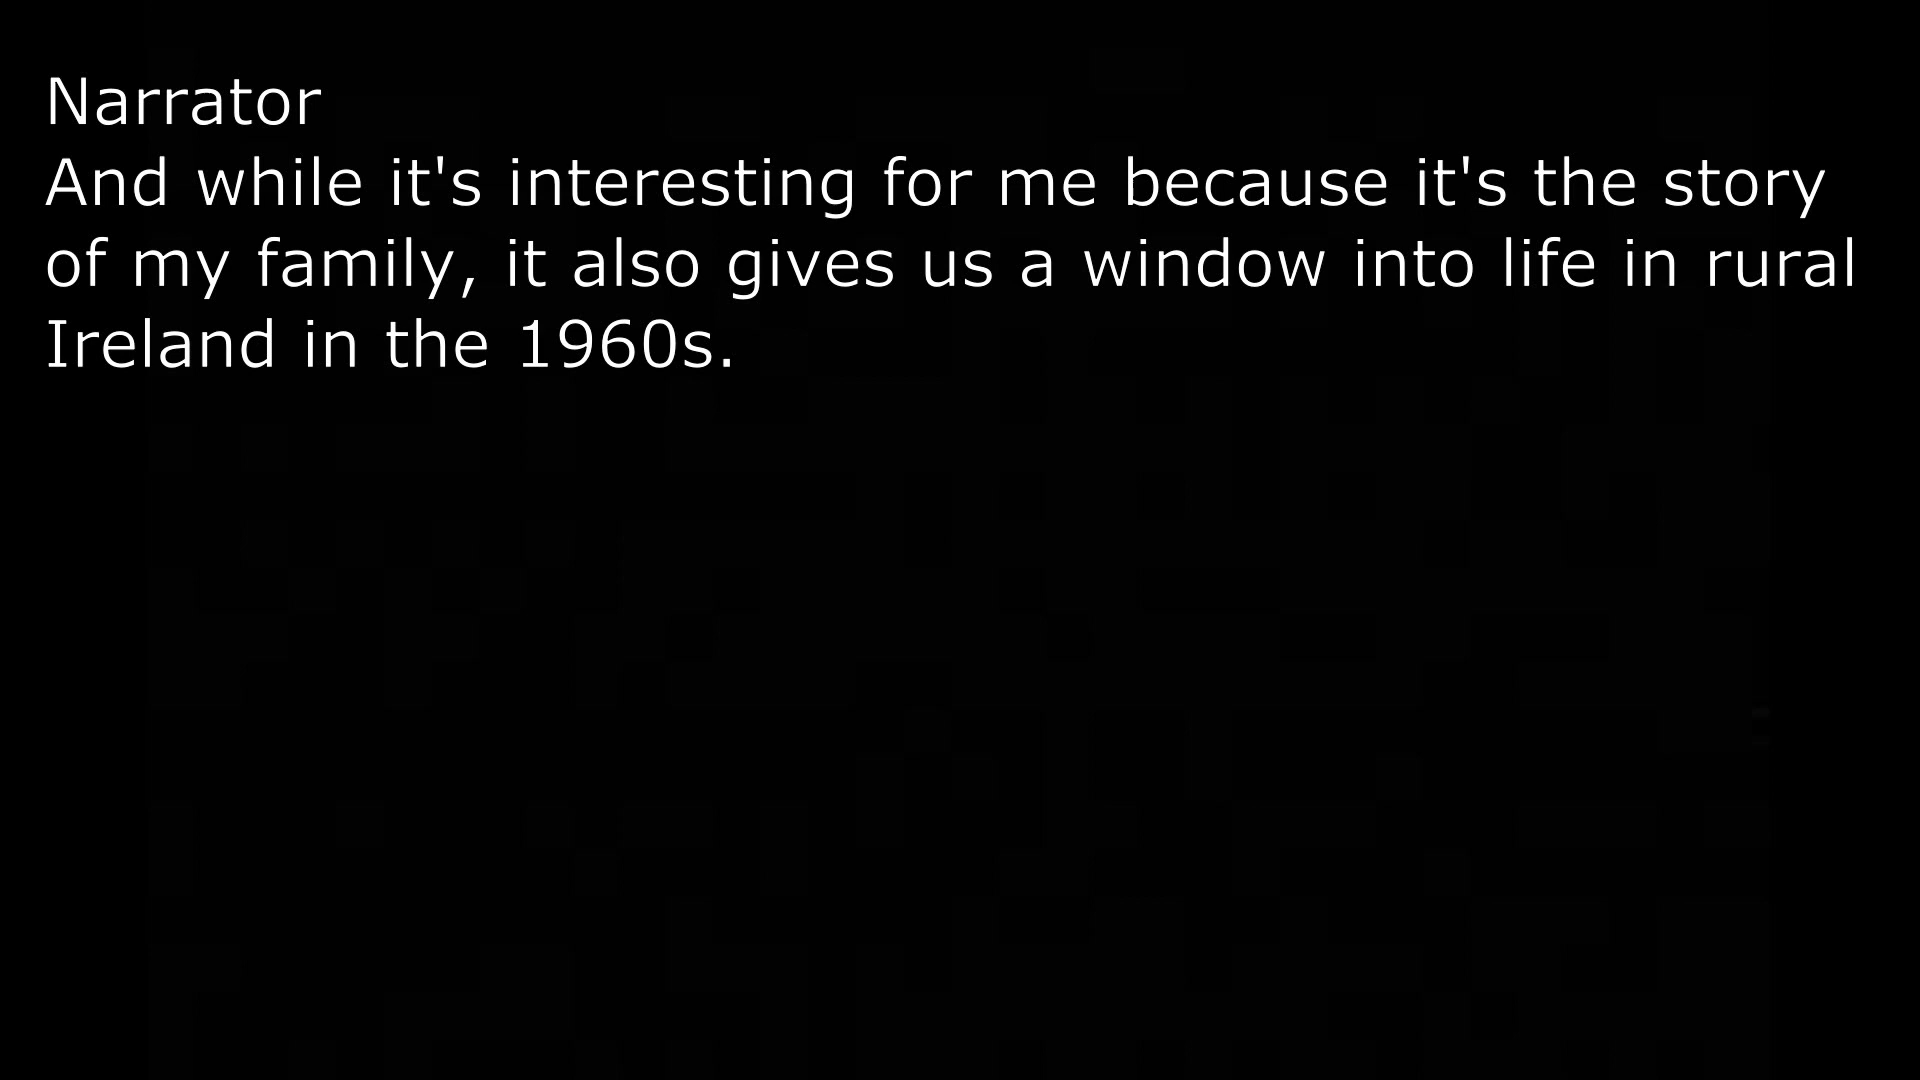 Narrator
And while it's interesting for me because it's the story
of my family, it also gives us a window into life in rural
Ireland in the 1960s.